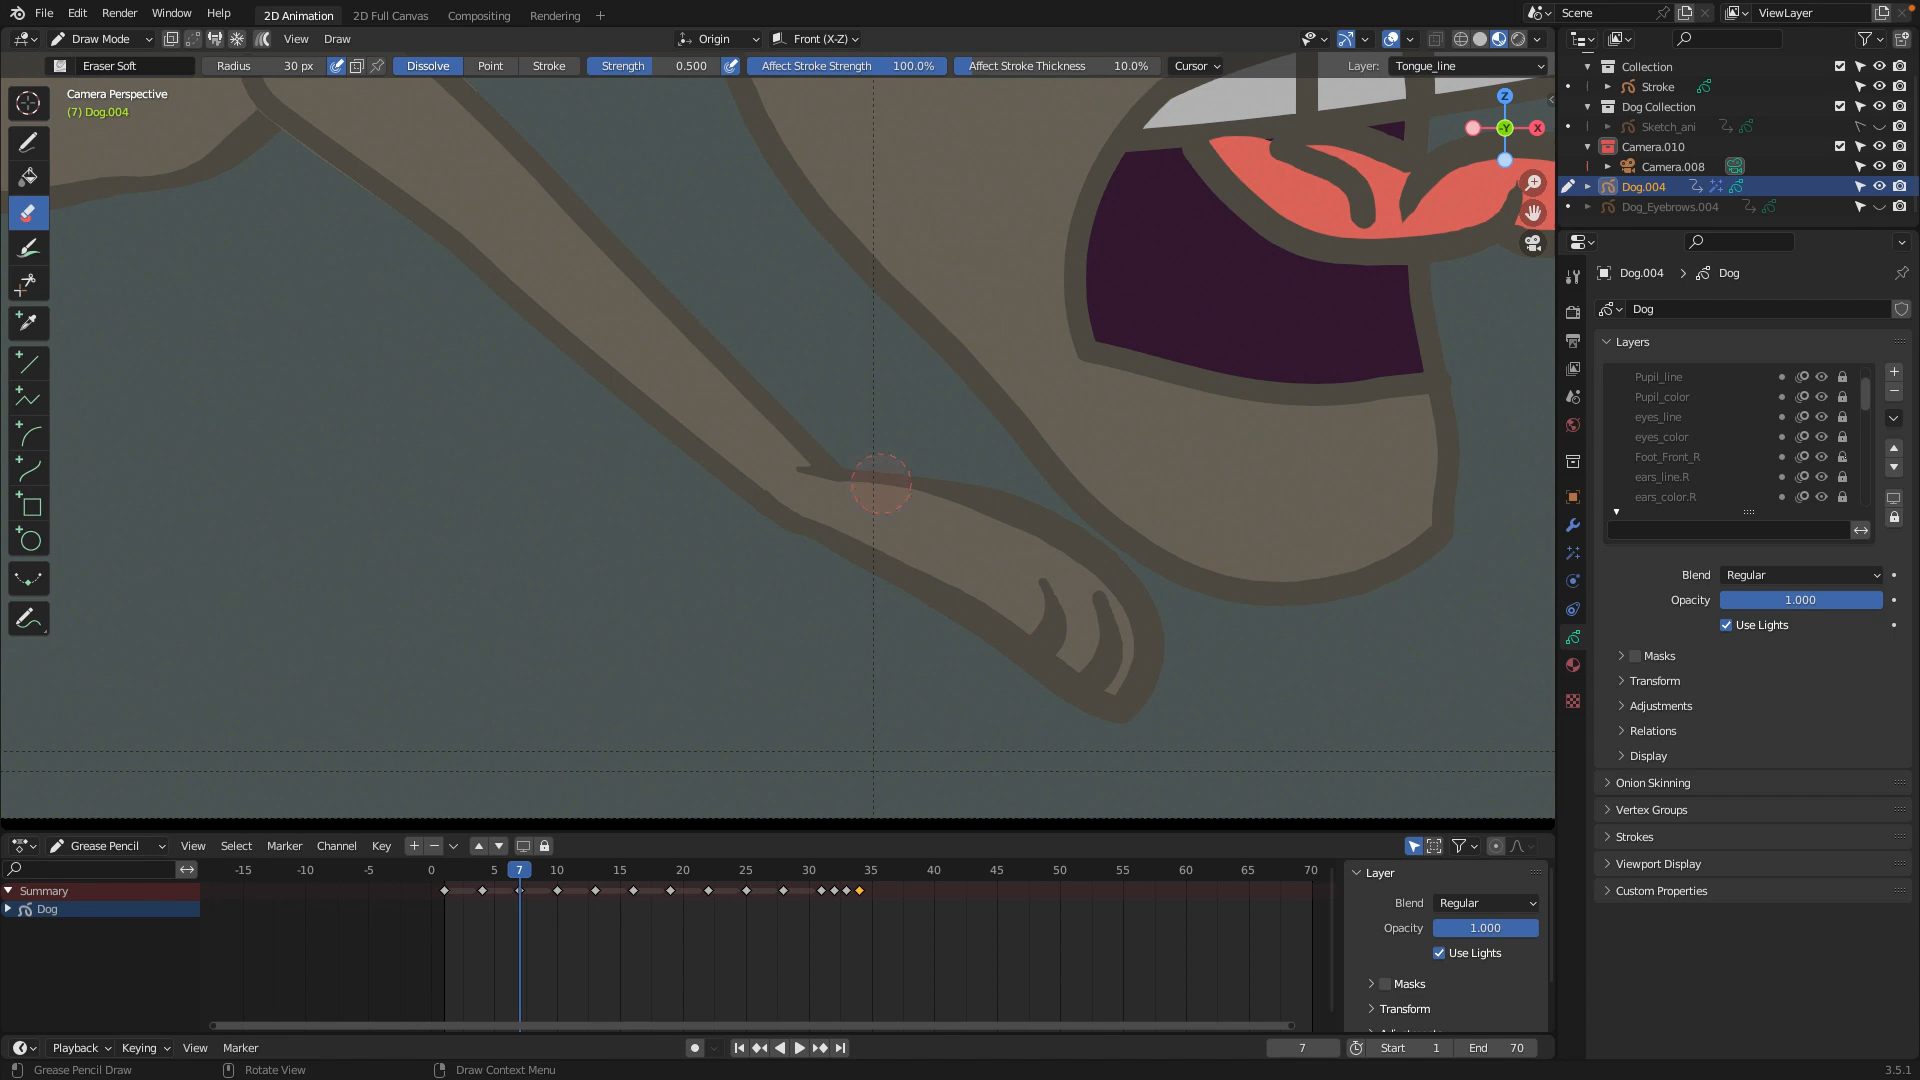 File Edit Render Window Help 2D Animation 2D Full Canvas Compositing Rendering + Scene ViewLayer
Draw Mode View Draw Origin Front (X-Z)
Eraser Soft Radius 30 px Dissolve Point Stroke Strength 0.500 Affect Stroke Strength 100.0% Affect Stroke Thickness 10.0% Cursor Layer: Tongue_line
Camera Perspective
(7) Dog.004
Z
-Y
X
Collection
Stroke
Dog Collection
Sketch_ani
Camera.010
Camera.008
Dog.004
Dog_Eyebrows.004
Dog.004 Dog
Dog
Layers
Pupil_line
Pupil_color
eyes_line
eyes_color
Foot_Front_R
ears_line.R
ears_color.R
Blend Regular
Opacity 1.000
Use Lights
Masks
Transform
Adjustments
Relations
Display
Onion Skinning
Vertex Groups
Strokes
Viewport Display
Custom Properties
Grease Pencil View Select Marker Channel Key
-15 -10 -5 0 5 7 10 15 20 25 30 35 40 45 50 55 60 65 70
Summary
Dog
Layer
Blend Regular
Opacity 1.000
Use Lights
Masks
Transform
Playback Keying View Marker 7 Start 1 End 70
Grease Pencil Draw Rotate View Draw Context Menu 3.5.1